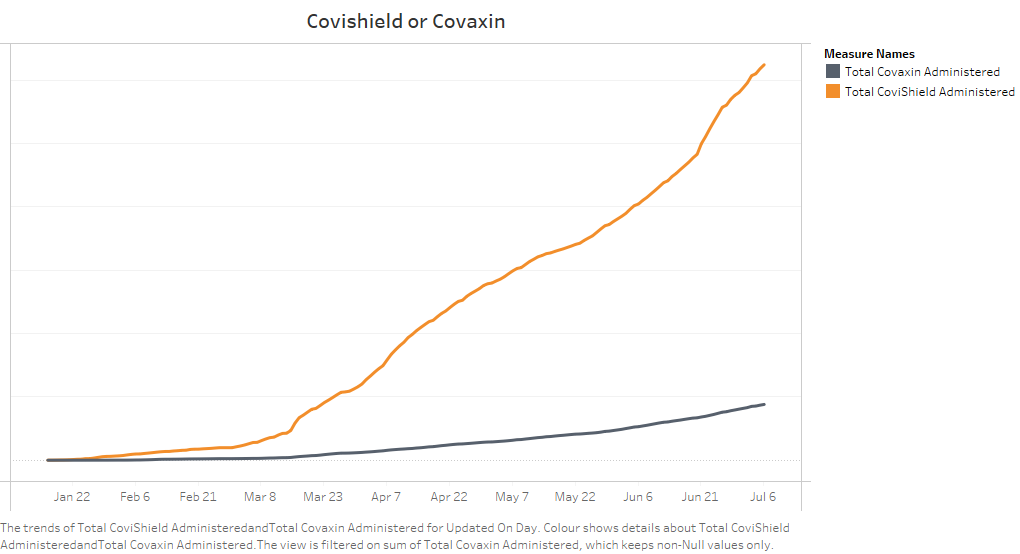 Covishield or Covaxin
Measure Names
Total Covaxin Administered
Total CoviShield Administered
Jan 22 Feb 6 Feb 21 Mar 8 Mar 23 Apr 7 Apr 22 May 7 May 22 Jun 6 Jun 21 Jul 6
The trends of Total CoviShield AdministeredandTotal Covaxin Administered for Updated On Day. Colour shows details about Total CoviShield
AdministeredandTotal Covaxin Administered.The view is filtered on sum of Total Covaxin Administered, which keeps non-Null values only.